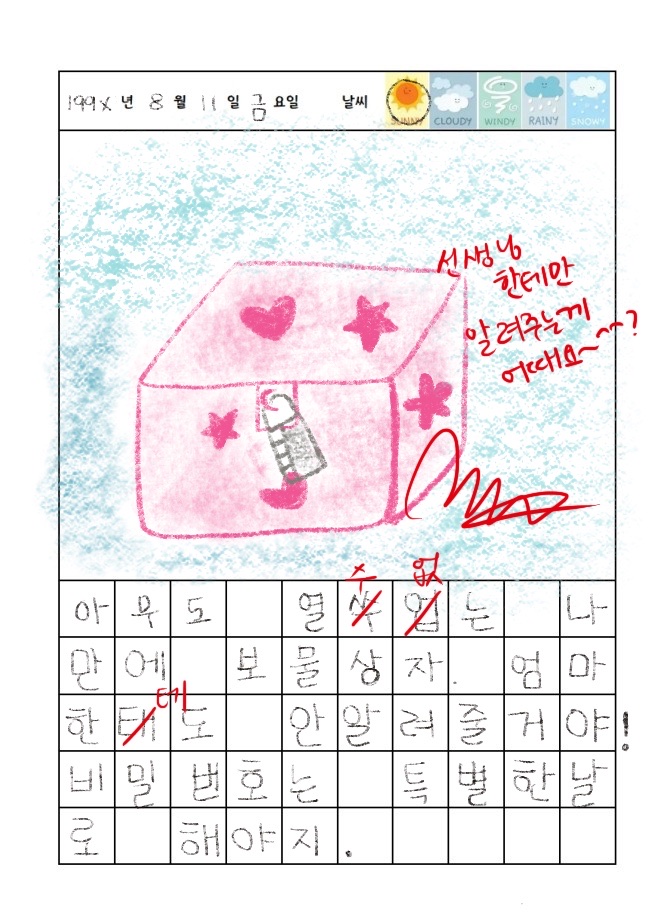 199X 년 8 월 11 일 금 요일 날씨 SUNNY CLOUDY WINDY RAINY SNOWY
선생님
한테만
알려주는게
어때요~^^?
수 없
아무도 열쑤업는 나
만에 보물상자. 엄마
테
한태도 안알려줄거야!
비밀번호는 특별한날
로 해야지.